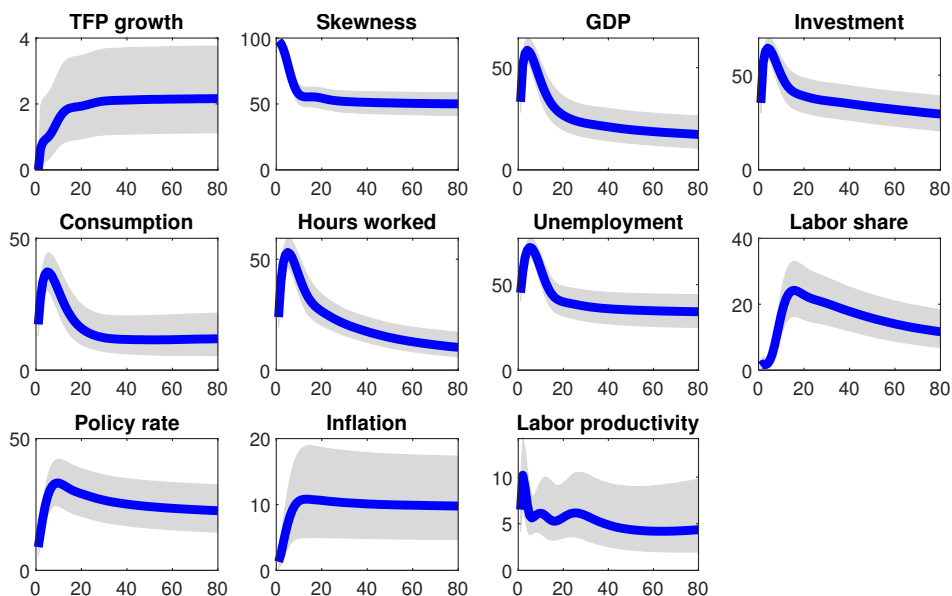 TFP growth
4
2
0
0 20 40 60 80
Skewness
100
50
0
0 20 40 60 80
GDP
50
0
0 20 40 60 80
Investment
50
0
0 20 40 60 80
Consumption
50
0
0 20 40 60 80
Hours worked
50
0
0 20 40 60 80
Unemployment
50
0
0 20 40 60 80
Labor share
40
20
0
0 20 40 60 80
Policy rate
50
0
0 20 40 60 80
Inflation
20
10
0
0 20 40 60 80
Labor productivity
10
5
0
0 20 40 60 80